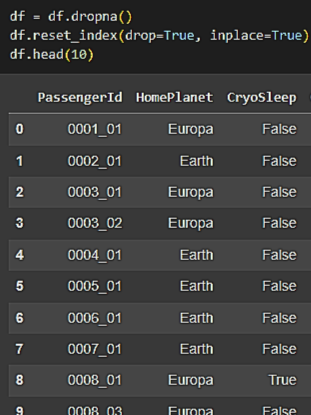 df = df.dropna()
df.reset_index(drop=True, inplace=True)
df.head(10)
PassengerId HomePlanet CryoSleep
0 0001_01 Europa False
1 0002_01 Earth False
2 0003_01 Europa False
3 0003_02 Europa False
4 0004_01 Earth False
5 0005_01 Earth False
6 0006_01 Earth False
7 0007_01 Earth False
8 0008_01 Europa True
9 0008_03 Europa False